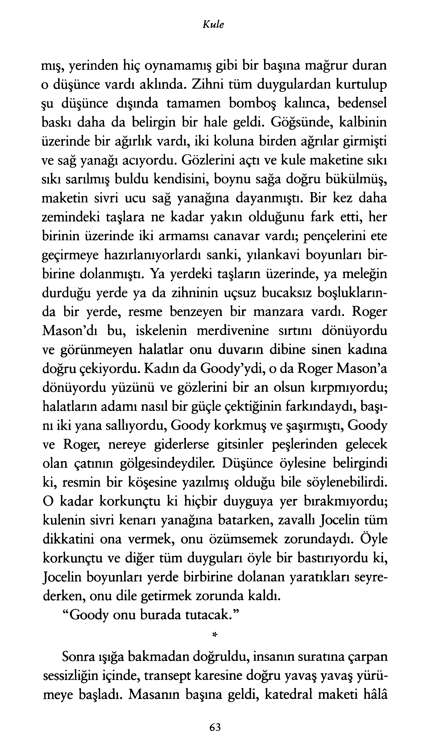 Kule
mış, yerinden hiç oynamamış gibi bir başına mağrur duran
o düşünce vardı aklında. Zihni tüm duygulardan kurtulup
şu düşünce dışında tamamen bomboş kalınca, bedensel
baskı daha da belirgin bir hale geldi. Göğsünde, kalbinin
üzerinde bir ağırlık vardı, iki koluna birden ağrılar girmişti
ve sağ yanağı acıyordu. Gözlerini açtı ve kule maketine sıkı
sıkı sarılmış buldu kendisini, boynu sağa doğru bükülmüş,
maketin sivri ucu sağ yanağına dayanmıştı. Bir kez daha
zemindeki taşlara ne kadar yakın olduğunu fark etti, her
birinin üzerinde iki armamsı canavar vardı; pençelerini ete
geçirmeye hazırlanıyorlardı sanki, yılankavi boyunları bir-
birine dolanmıştı. Ya yerdeki taşların üzerinde, ya meleğin
durduğu yerde ya da zihninin uçsuz bucaksız boşlukların-
da bir yerde, resme benzeyen bir manzara vardı. Roger
Mason'dı bu, iskelenin merdivenine sırtını dönüyordu
ve görünmeyen halatlar onu duvarın dibine sinen kadına
doğru çekiyordu. Kadın da Goody'ydi, o da Roger Mason'a
dönüyordu yüzünü ve gözlerini bir an olsun kırpmıyordu;
halatların adamı nasıl bir güçle çektiğinin farkındaydı, başı-
nı iki yana sallıyordu, Goody korkmuş ve şaşırmıştı, Goody
ve Roger, nereye giderlerse gitsinler peşlerinden gelecek
olan çatının gölgesindeydiler. Düşünce öylesine belirgindi
ki, resmin bir köşesine yazılmış olduğu bile söylenebilirdi.
O kadar korkunçtu ki hiçbir duyguya yer bırakmıyordu;
kulenin sivri kenarı yanağına batarken, zavallı Jocelin tüm
dikkatini ona vermek, onu özümsemek zorundaydı. Öyle
korkunçtu ve diğer tüm duyguları öyle bir bastırıyordu ki,
Jocelin boyunları yerde birbirine dolanan yaratıkları seyre-
derken, onu dile getirmek zorunda kaldı.
"Goody onu burada tutacak."
*
Sonra ışığa bakmadan doğruldu, insanın suratına çarpan
sessizliğin içinde, transept karesine doğru yavaş yavaş yürü-
meye başladı. Masanın başına geldi, katedral maketi hâlâ
63